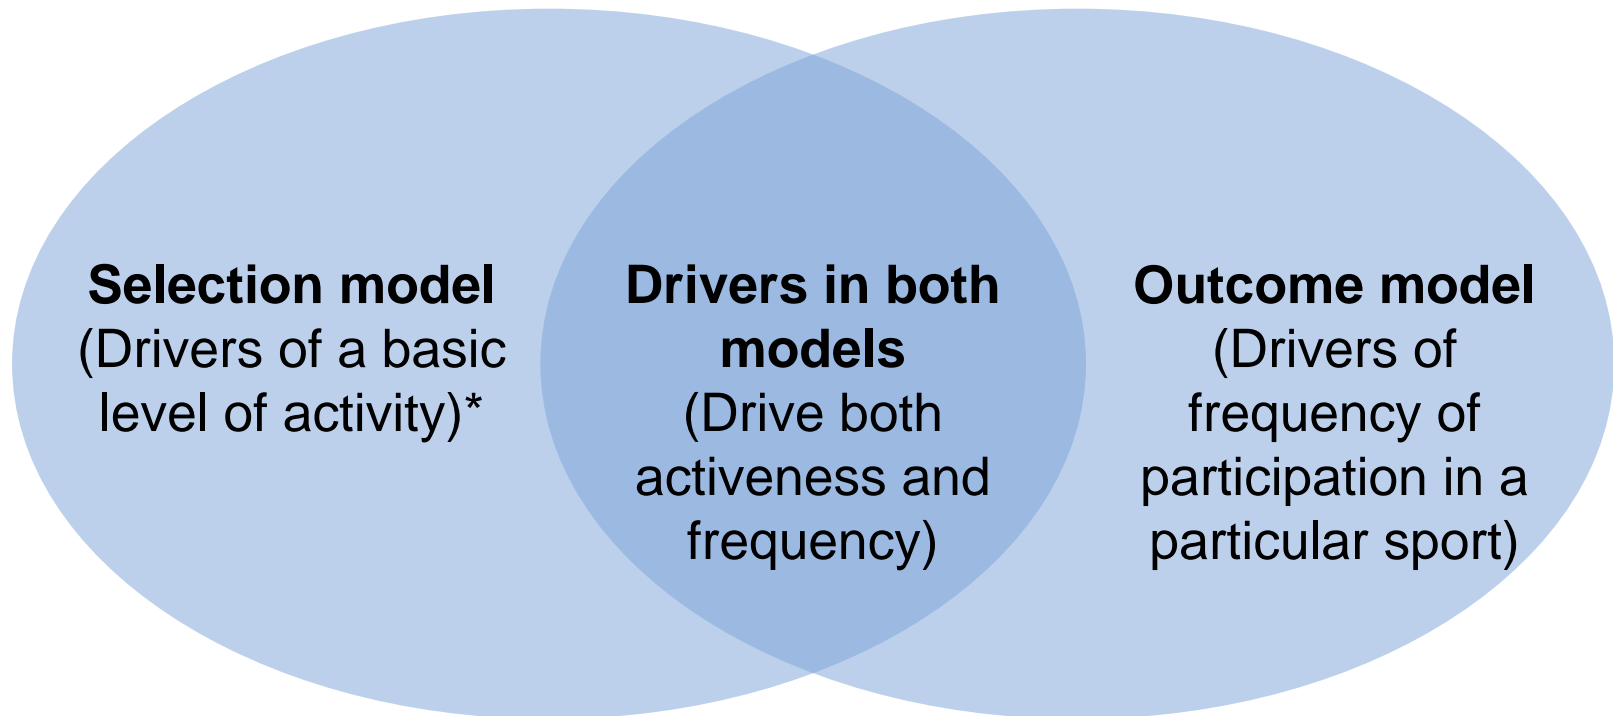 Selection model
(Drivers of a basic
level of activity)*
Drivers in both
models
(Drive both
activeness and
frequency)
Outcome model
(Drivers of
frequency of
participation in a
particular sport)